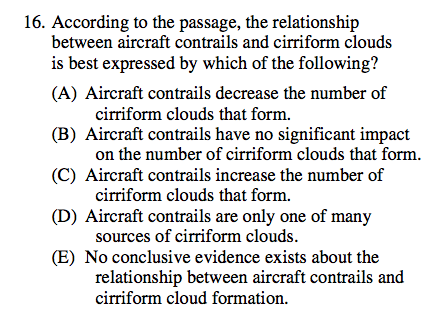 16. According to the passage, the relationship
between aircraft contrails and cirriform clouds
is best expressed by which of the following?
(A) Aircraft contrails decrease the number of
cirriform clouds that form.
(B) Aircraft contrails have no significant impact
on the number of cirriform clouds that form.
(C) Aircraft contrails increase the number of
cirriform clouds that form.
(D) Aircraft contrails are only one of many
sources of cirriform clouds.
(E) No conclusive evidence exists about the
relationship between aircraft contrails and
cirriform cloud formation.